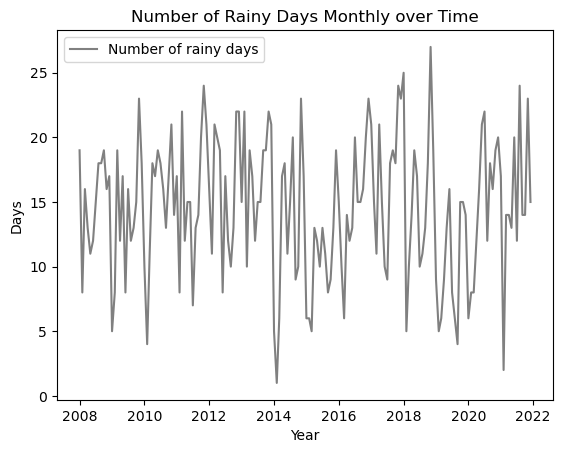 Number of Rainy Days Monthly over Time
Number of rainy days
25
20
15
10
5
0
Days
2008 2010 2012 2014 2016 2018 2020 2022
Year